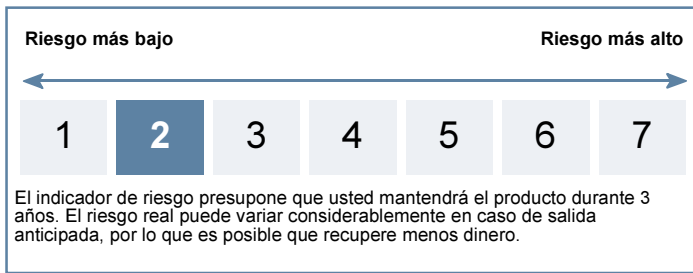 Riesgo más bajo Riesgo más alto
1 2 3 4 5 6 7
El indicador de riesgo presupone que usted mantendrá el producto durante 3
años. El riesgo real puede variar considerablemente en caso de salida
anticipada, por lo que es posible que recupere menos dinero.